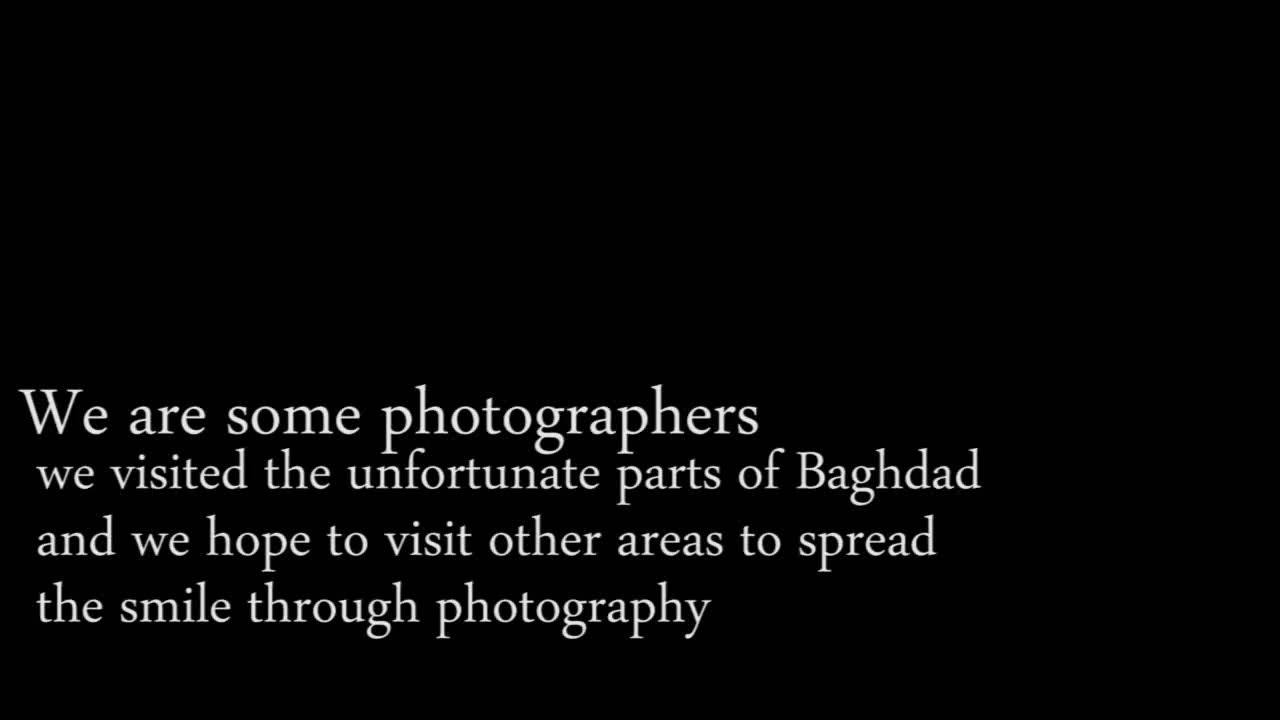 We are some photographers
we visited the unfortunate parts of Baghdad
and we hope to visit other areas to spread
the smile through photography